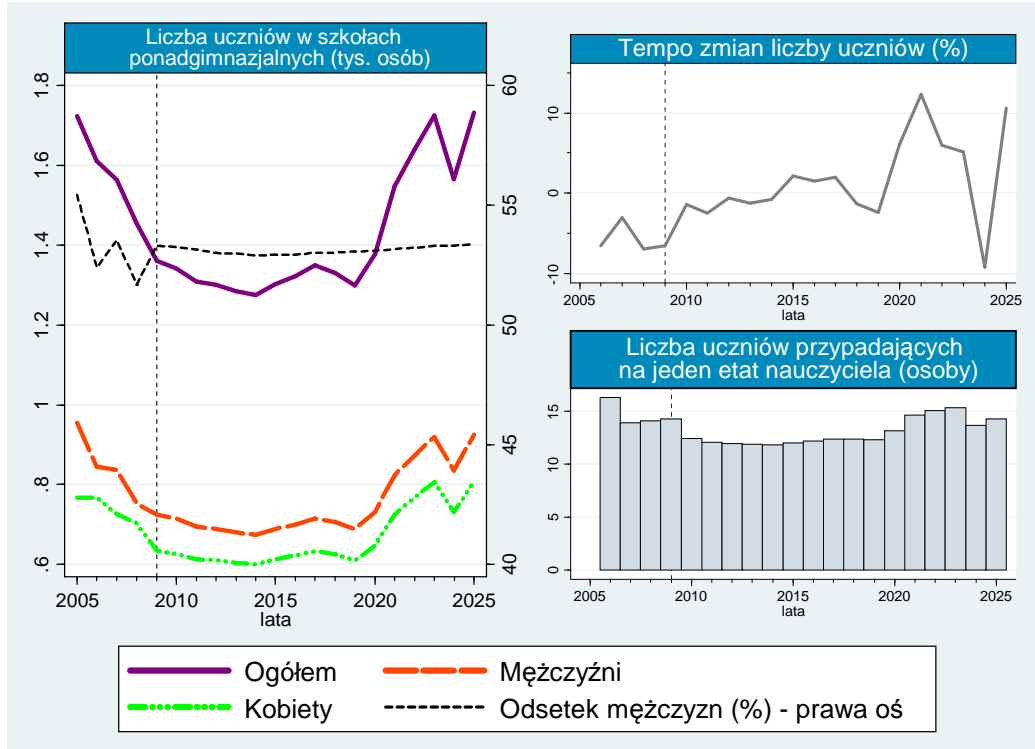 Liczba uczniów w szkołach
ponadgimnazjalnych (tys. osób)
1.8
1.6
1.4
1.2
1
.8
.6
60
55
50
45
40
2005 2010 2015 2020 2025
lata
Tempo zmian liczby uczniów (%)
10
0
-10
2005 2010 2015 2020 2025
lata
Liczba uczniów przypadających
na jeden etat nauczyciela (osoby)
15
10
5
0
2005 2010 2015 2020 2025
lata
Ogółem Mężczyźni
Kobiety Odsetek mężczyzn (%) - prawa oś